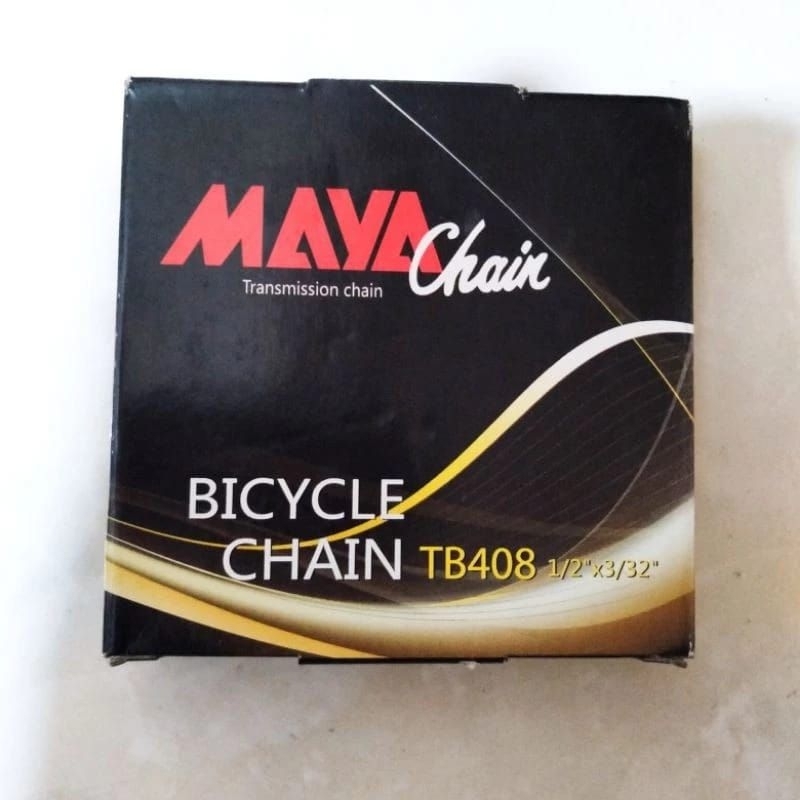 MAYA Chain
Transmission chain
BICYCLE
CHAIN TB408 1/2"x3/32"